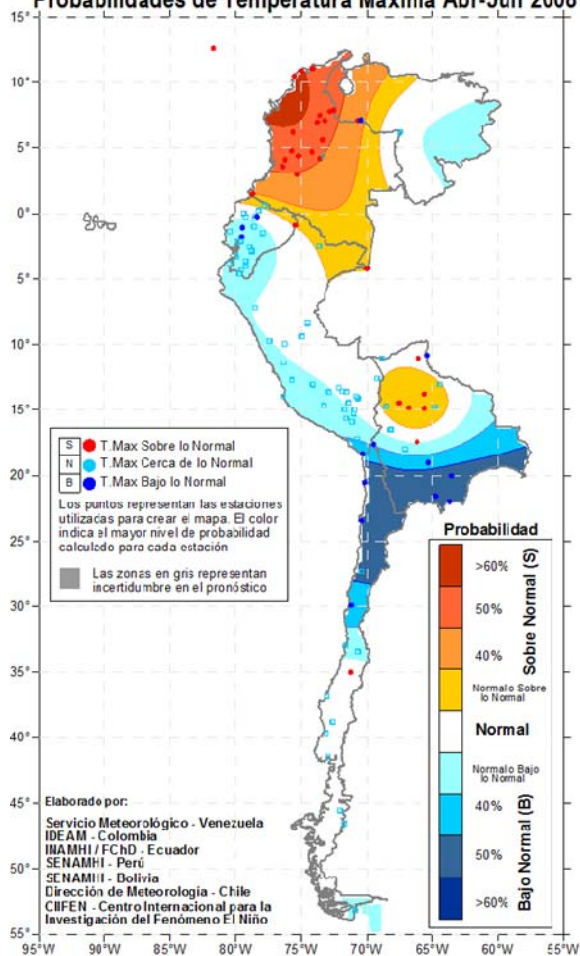 Probabilidades de Temperatura Máxima Abr-Jun 2008
15°
10°
5°
0°
5°
10°
15°
20°
25°
30°
35°
40°
45°
50°
55°
95°W
90°W
85°W
80°W
75°W
70°W
65°W
60°W
55°W
S T.Max Sobre lo Normal
N T.Max Cerca de lo Normal
B T.Max Bajo lo Normal
Los puntos representan las estaciones
utilizadas para crear el mapa. El color
indica el mayor nivel de probabilidad
calculado para cada estación
Las zonas en gris representan
incertidumbre en el pronóstico
Probabilidad
>60%
50%
40%
Normal o Sobre
lo Normal
Sobre Normal (S)
Normal
Normal o Bajo
lo Normal
40%
50%
>60%
Bajo Normal (B)
Elaborado por:
Servicio Meteorológico - Venezuela
IDEAM - Colombia
INAMHI / FChD - Ecuador
SENAMHI - Perú
SENAMHI - Bolivia
Dirección de Meteorología - Chile
CIIFEN - Centro Internacional para la
Investigación del Fenómeno El Niño